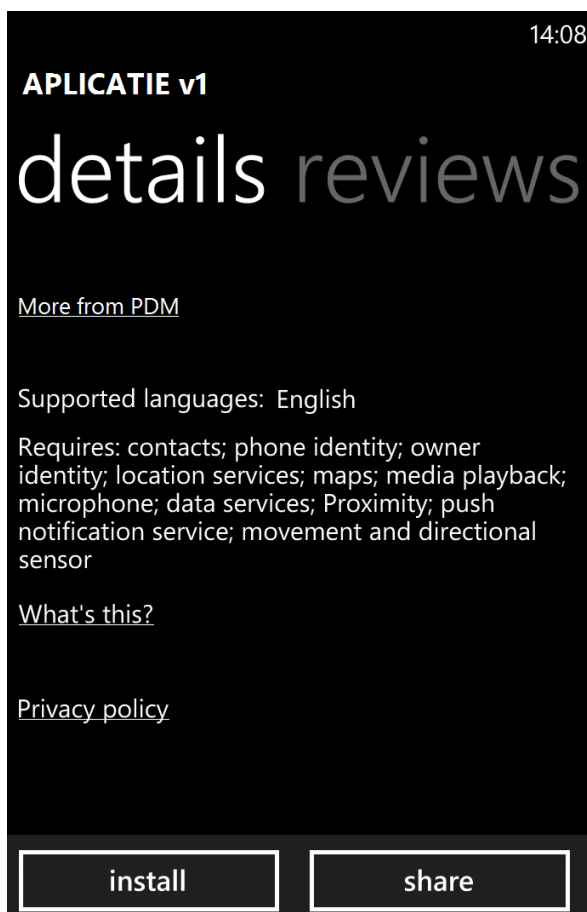 14:08
APLICATIE v1
details reviews
More from PDM
Supported languages: English
Requires: contacts; phone identity; owner
identity; location services; maps; media playback;
microphone; data services; Proximity; push
notification service; movement and directional
sensor
What's this?
Privacy policy
install share